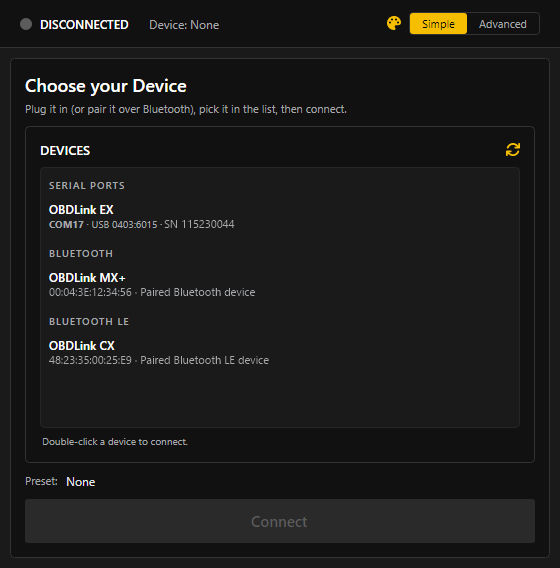 DISCONNECTED Device: None Simple Advanced
Choose your Device
Plug it in (or pair it over Bluetooth), pick it in the list, then connect.
DEVICES
SERIAL PORTS
OBDLink EX
COM17 · USB 0403:6015 · SN 115230044
BLUETOOTH
OBDLink MX+
00:04:3E:12:34:56 · Paired Bluetooth device
BLUETOOTH LE
OBDLink CX
48:23:35:00:25:E9 · Paired Bluetooth LE device
Double-click a device to connect.
Preset: None
Connect